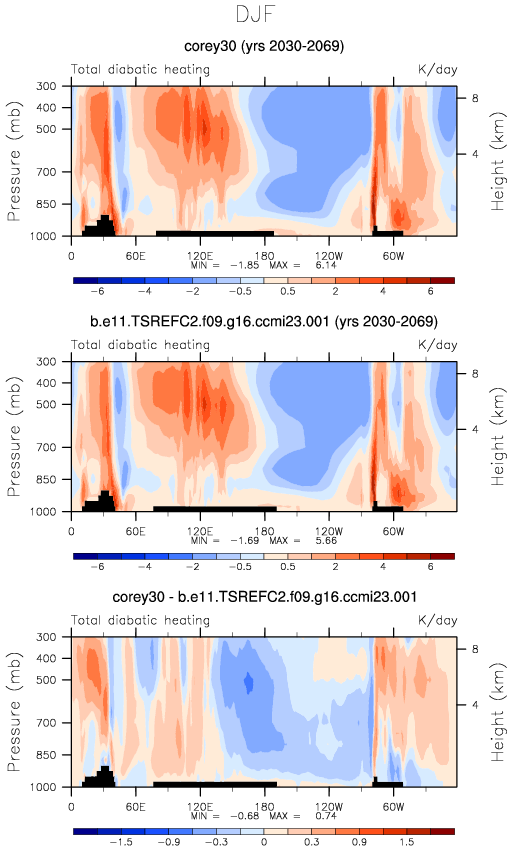 DJF
corey30 (yrs 2030-2069)
Total diabatic heating K/day
300
400
500
700
850
1000
Pressure (mb)
8
4
Height (km)
0 60E 120E 180 120W 60W
MIN = -1.85 MAX = 6.14
-6 -4 -2 -0.5 0.5 2 4 6
b.e11.TSREFC2.f09.g16.ccmi23.001 (yrs 2030-2069)
Total diabatic heating K/day
300
400
500
700
850
1000
Pressure (mb)
8
4
Height (km)
0 60E 120E 180 120W 60W
MIN = -1.69 MAX = 5.66
-6 -4 -2 -0.5 0.5 2 4 6
corey30 - b.e11.TSREFC2.f09.g16.ccmi23.001
Total diabatic heating K/day
300
400
500
700
850
1000
Pressure (mb)
8
4
Height (km)
0 60E 120E 180 120W 60W
MIN = -0.68 MAX = 0.74
-1.5 -0.9 -0.3 0 0.3 0.9 1.5